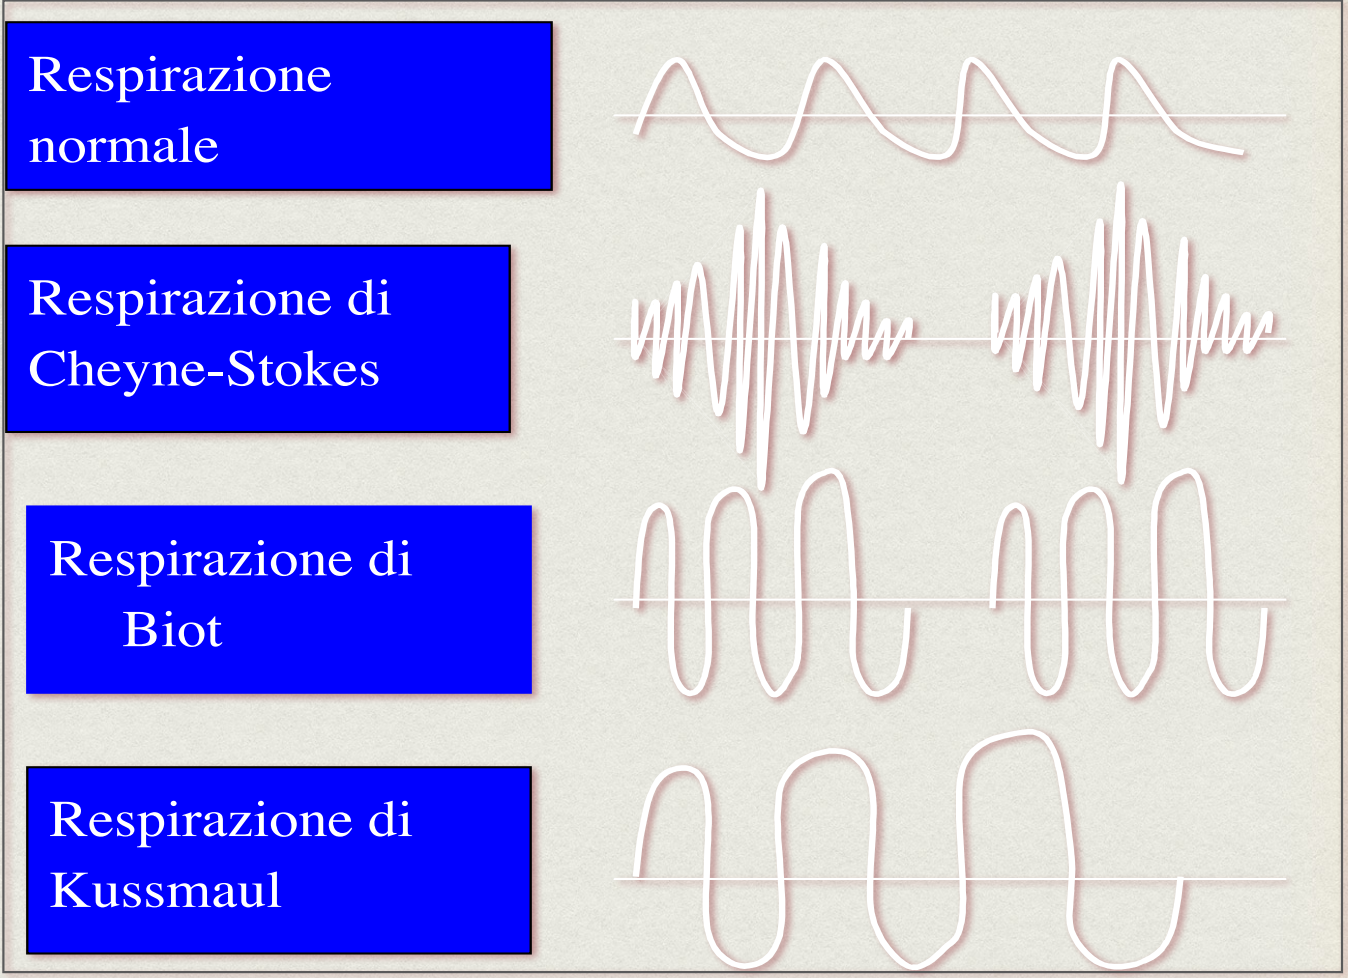 Respirazione
normale
Respirazione di
Cheyne-Stokes
Respirazione di
Biot
Respirazione di
Kussmaul